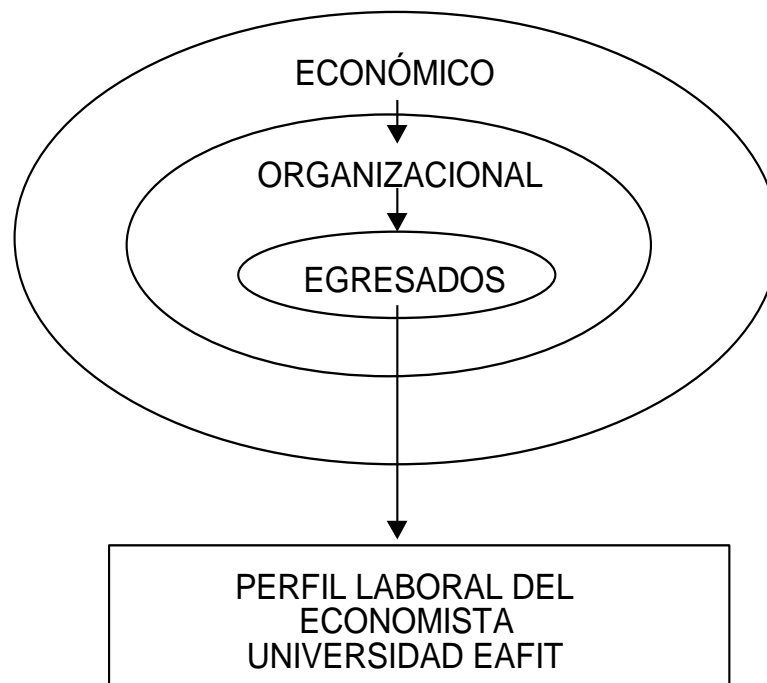 ECONÓMICO
ORGANIZACIONAL
EGRESADOS
PERFIL LABORAL DEL
ECONOMISTA
UNIVERSIDAD EAFIT